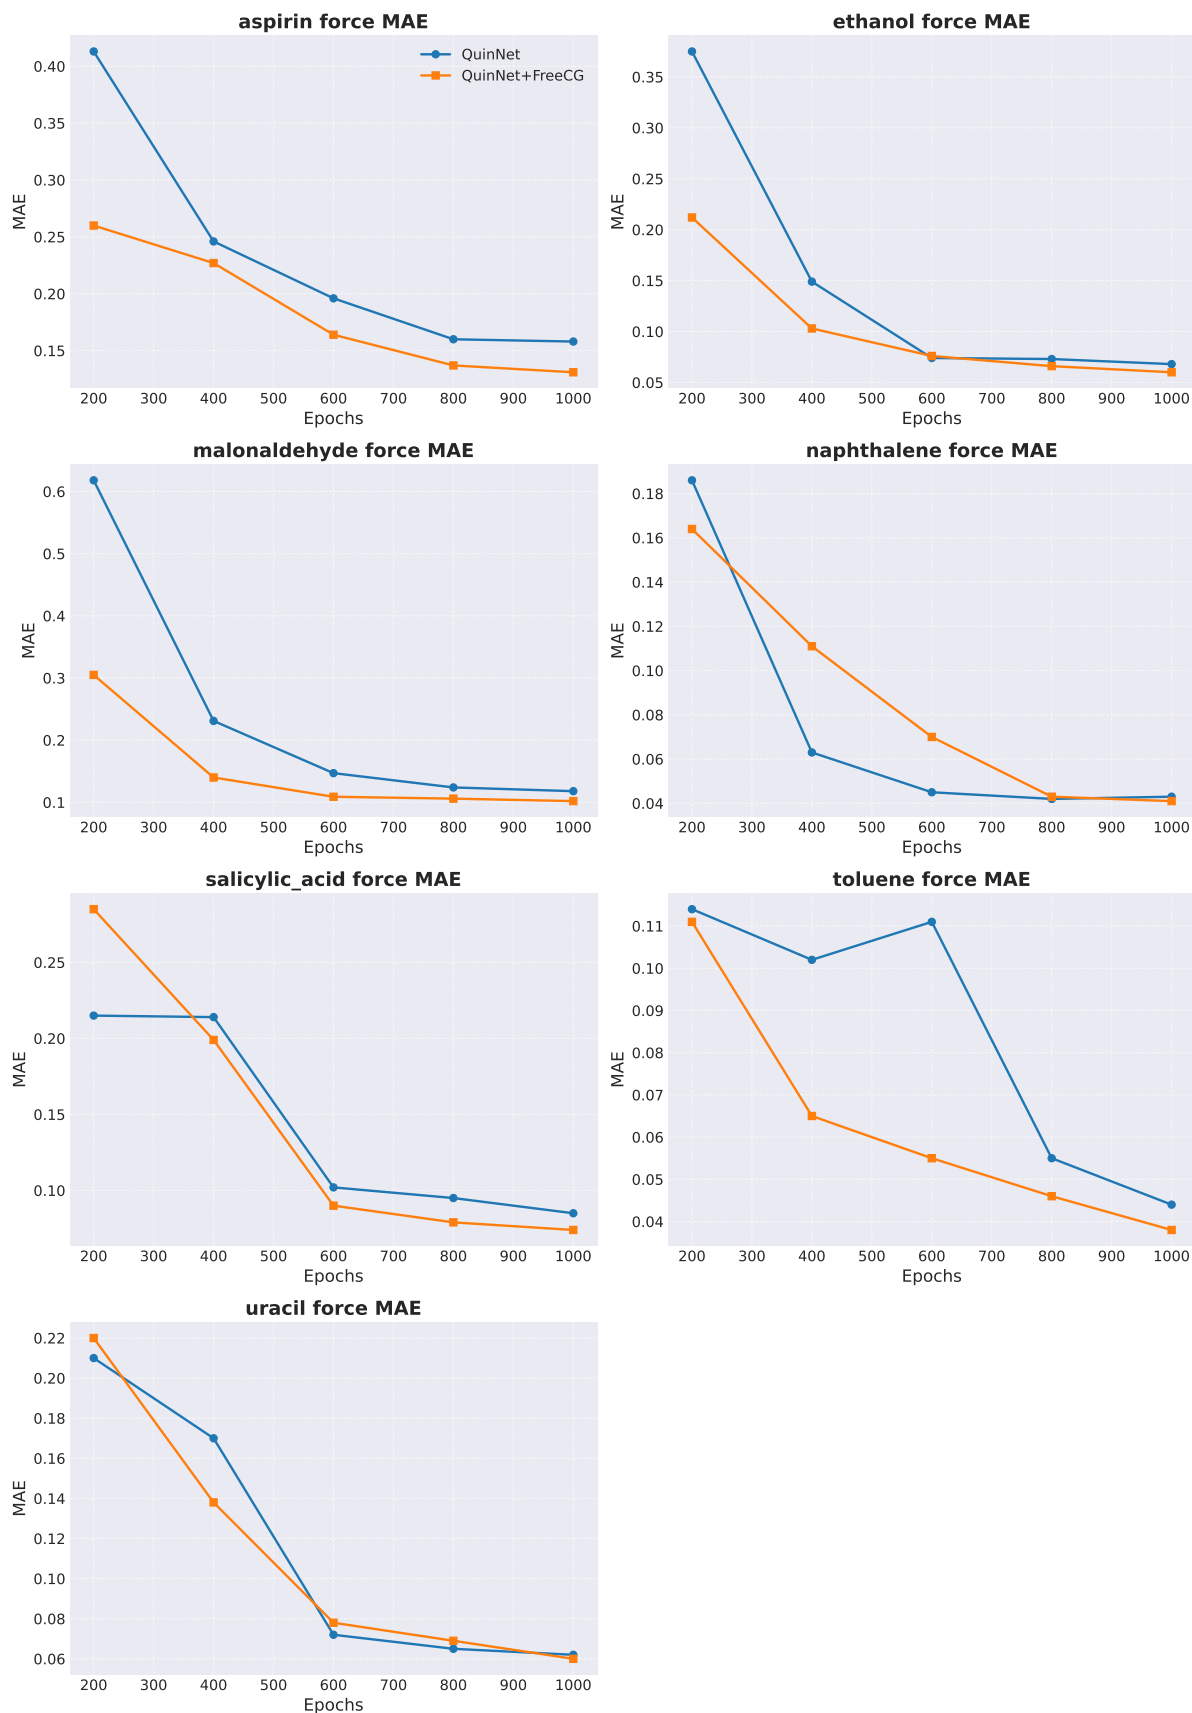 aspirin force MAE
QuinNet
QuinNet+FreeCG
0.40
0.35
0.30
0.25
0.20
0.15
MAE
200 300 400 500 600 700 800 900 1000
Epochs
ethanol force MAE
0.35
0.30
0.25
0.20
0.15
0.10
0.05
MAE
200 300 400 500 600 700 800 900 1000
Epochs
malonaldehyde force MAE
0.6
0.5
0.4
0.3
0.2
0.1
MAE
200 300 400 500 600 700 800 900 1000
Epochs
naphthalene force MAE
0.18
0.16
0.14
0.12
0.10
0.08
0.06
0.04
MAE
200 300 400 500 600 700 800 900 1000
Epochs
salicylic_acid force MAE
0.25
0.20
0.15
0.10
MAE
200 300 400 500 600 700 800 900 1000
Epochs
toluene force MAE
0.11
0.10
0.09
0.08
0.07
0.06
0.05
0.04
MAE
200 300 400 500 600 700 800 900 1000
Epochs
uracil force MAE
0.22
0.20
0.18
0.16
0.14
0.12
0.10
0.08
0.06
MAE
200 300 400 500 600 700 800 900 1000
Epochs